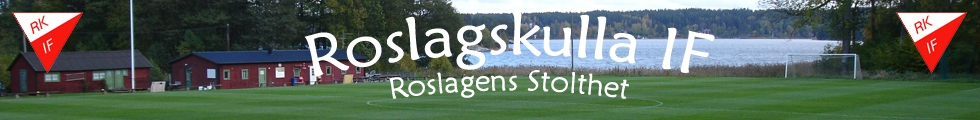 RK
IF
Roslagskulla IF
Roslagens Stolthet
RK
IF